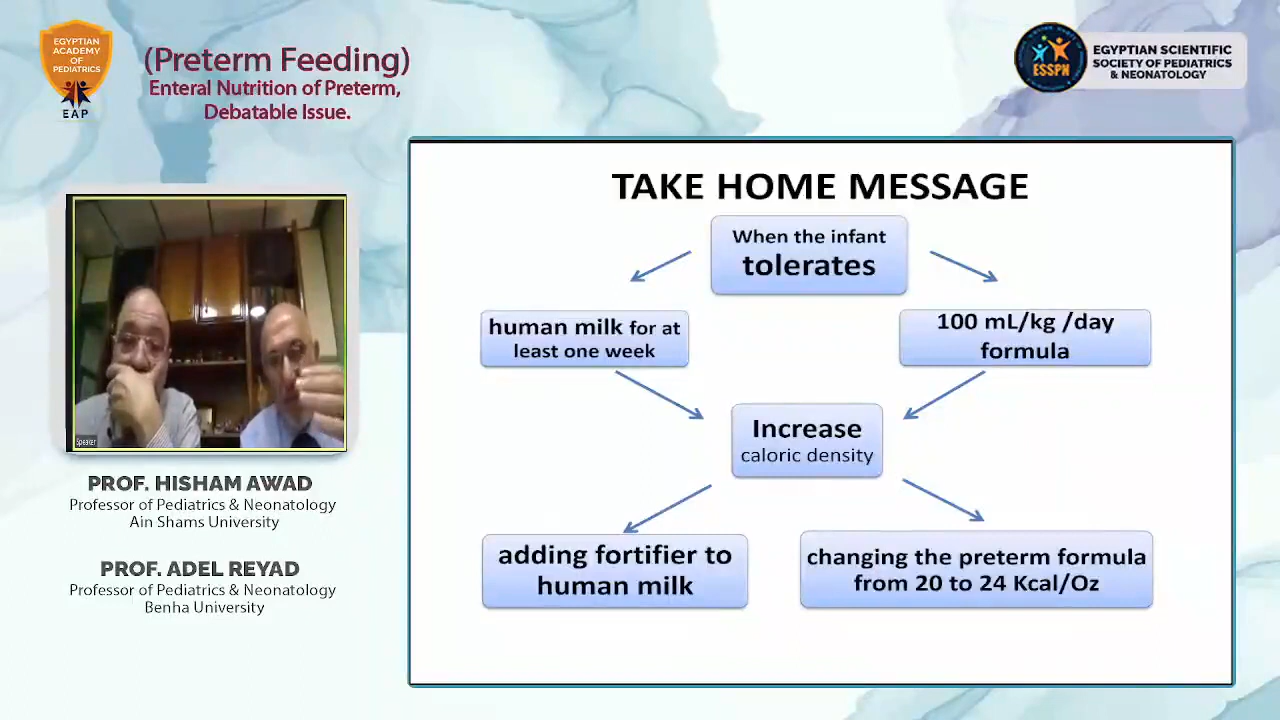 EGYPTIAN
ACADEMY
OF
PEDIATRICS
EAP
(Preterm Feeding)
Enteral Nutrition of Preterm,
Debatable Issue.
ESSPN
EGYPTIAN SCIENTIFIC
SOCIETY OF PEDIATRICS
& NEONATOLOGY
Speaker
PROF. HISHAM AWAD
Professor of Pediatrics & Neonatology
Ain Shams University
PROF. ADEL REYAD
Professor of Pediatrics & Neonatology
Benha University
TAKE HOME MESSAGE
When the infant
tolerates
human milk for at
least one week
100 mL/kg /day
formula
Increase
caloric density
adding fortifier to
human milk
changing the preterm formula
from 20 to 24 Kcal/Oz